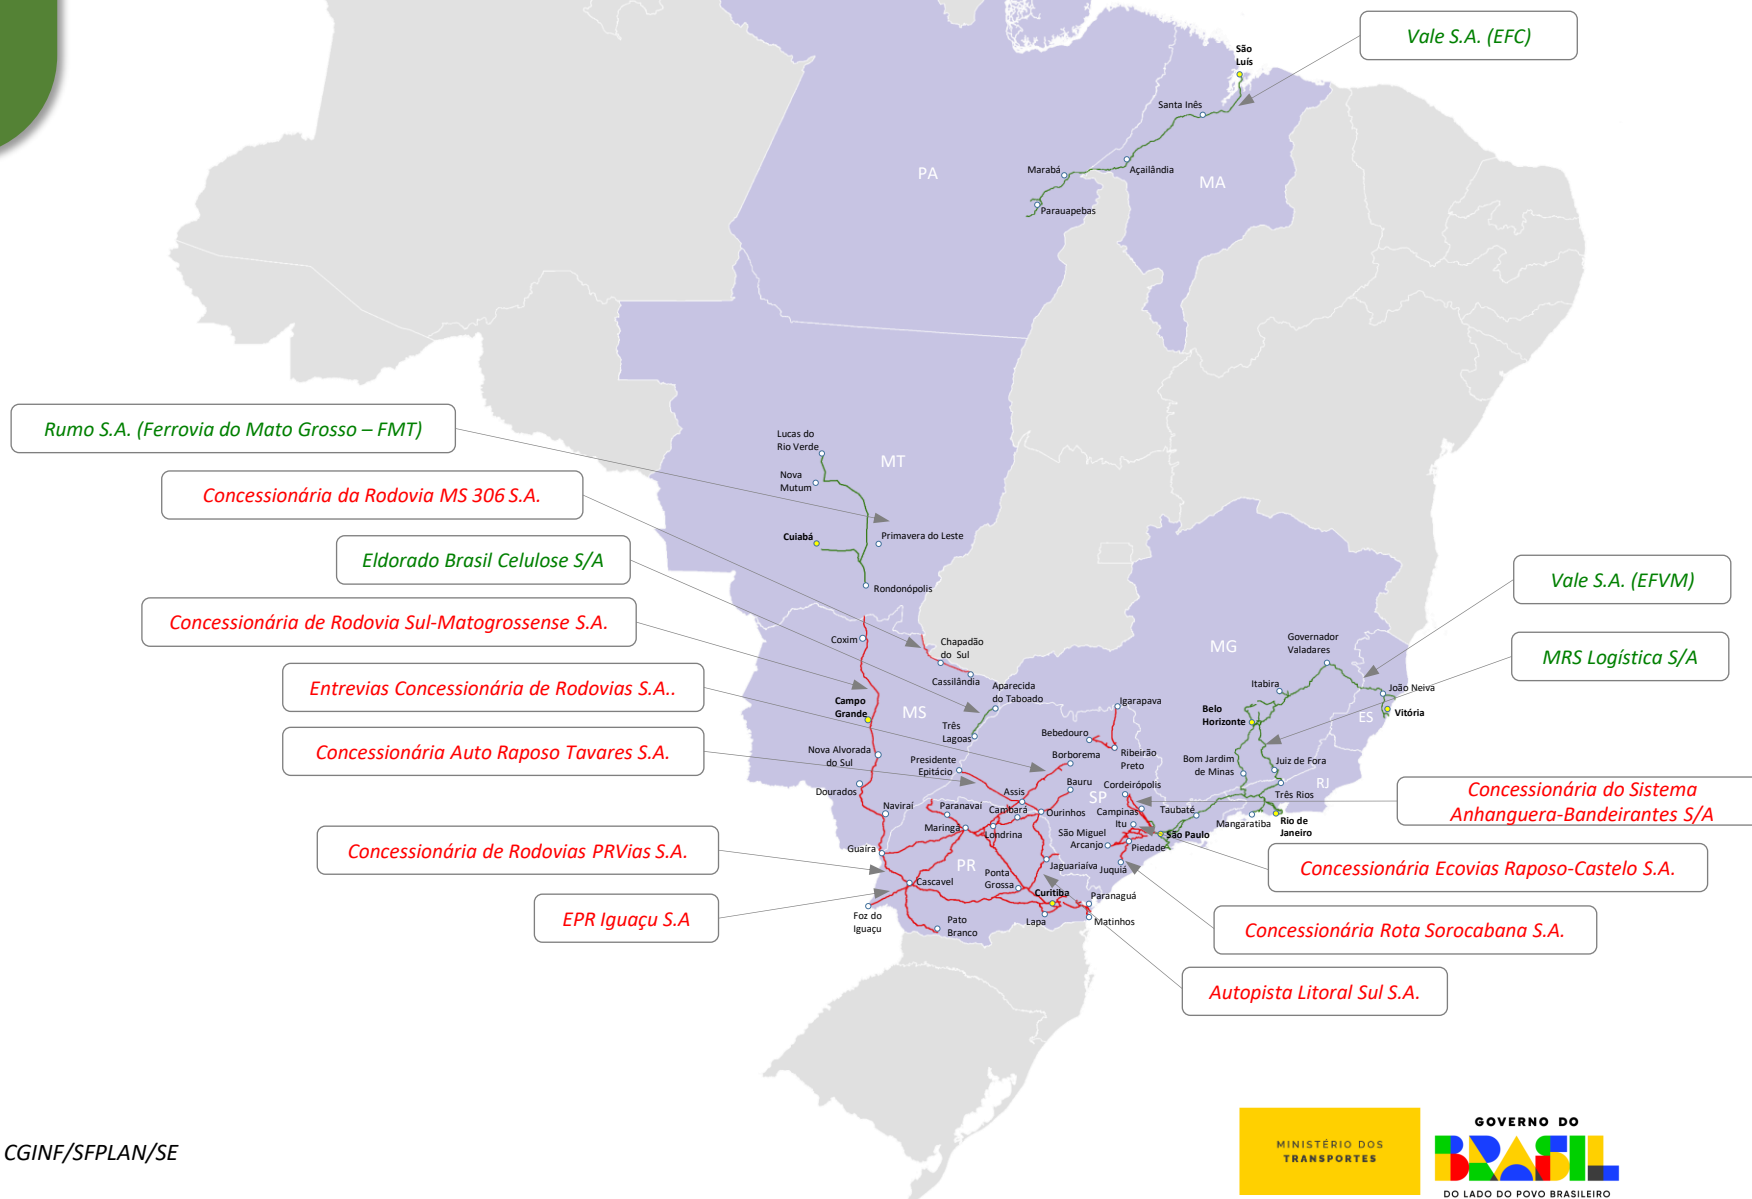 Vale S.A. (EFC)
São
Luís
Santa Inês
PA
Marabá
Açailândia
MA
Parauapebas
Rumo S.A. (Ferrovia do Mato Grosso – FMT)
Lucas do
Rio Verde
MT
Nova
Mutum
Concessionária da Rodovia MS 306 S.A.
Cuiabá
Primavera do Leste
Eldorado Brasil Celulose S/A
Rondonópolis
Vale S.A. (EFVM)
Concessionária de Rodovia Sul-Matogrossense S.A.
Coxim
Chapadão
do Sul
Cassilândia
MG
Governador
Valadares
MRS Logística S/A
Entrevias Concessionária de Rodovias S.A..
Aparecida
do Taboado
Itabira
João Neiva
Campo
Grande
MS
Igarapava
Belo
Horizonte
ES
Vitória
Três
Lagoas
Bebedouro
Concessionária Auto Raposo Tavares S.A.
Nova Alvorada
do Sul
Presidente
Epitácio
Borborema
Ribeirão
Preto
Bom Jardim
de Minas
Juiz de Fora
Bauru
Cordeirópolis
RJ
Dourados
Assis
SP
Três Rios
Concessionária do Sistema
Anhanguera-Bandeirantes S/A
Naviraí
Paranavaí
Cambará
Ourinhos
Campinas
Taubaté
Itu
Mangaratiba
Rio de
Janeiro
Maringá
Londrina
São Miguel
Arcanjo
São Paulo
Piedade
Concessionária de Rodovias PRVias S.A.
Guaíra
PR
Jaguariaíva
Juquiá
Concessionária Ecovias Raposo-Castelo S.A.
Cascavel
Ponta
Grossa
Curitiba
Paranaguá
EPR Iguaçu S.A
Foz do
Iguaçu
Pato
Branco
Lapa
Matinhos
Concessionária Rota Sorocabana S.A.
Autopista Litoral Sul S.A.
CGINF/SFPLAN/SE
MINISTÉRIO DOS
TRANSPORTES
GOVERNO DO
BRASIL
DO LADO DO POVO BRASILEIRO